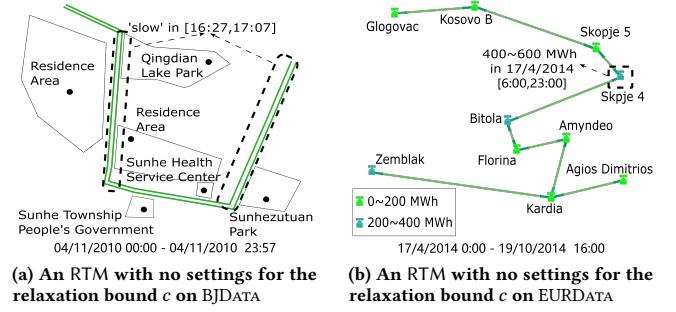 'slow' in [16:27,17:07]
Qingdian
Lake Park
Residence
Area
Residence
Area
Sunhe Health
Service Center
Sunhe Township
People's Government
Sunhezutuan
Park
04/11/2010 00:00 - 04/11/2010 23:57
(a) An RTM with no settings for the
relaxation bound c on BJDATA
Glogovac
Kosovo B
Skopje 5
400~600 MWh
in 17/4/2014
[6:00,23:00]
Skpje 4
Bitola
Amyndeo
Florina
Zemblak
Agios Dimitrios
Kardia
0~200 MWh
200~400 MWh
17/4/2014 0:00 - 19/10/2014 16:00
(b) An RTM with no settings for the
relaxation bound c on EURDATA